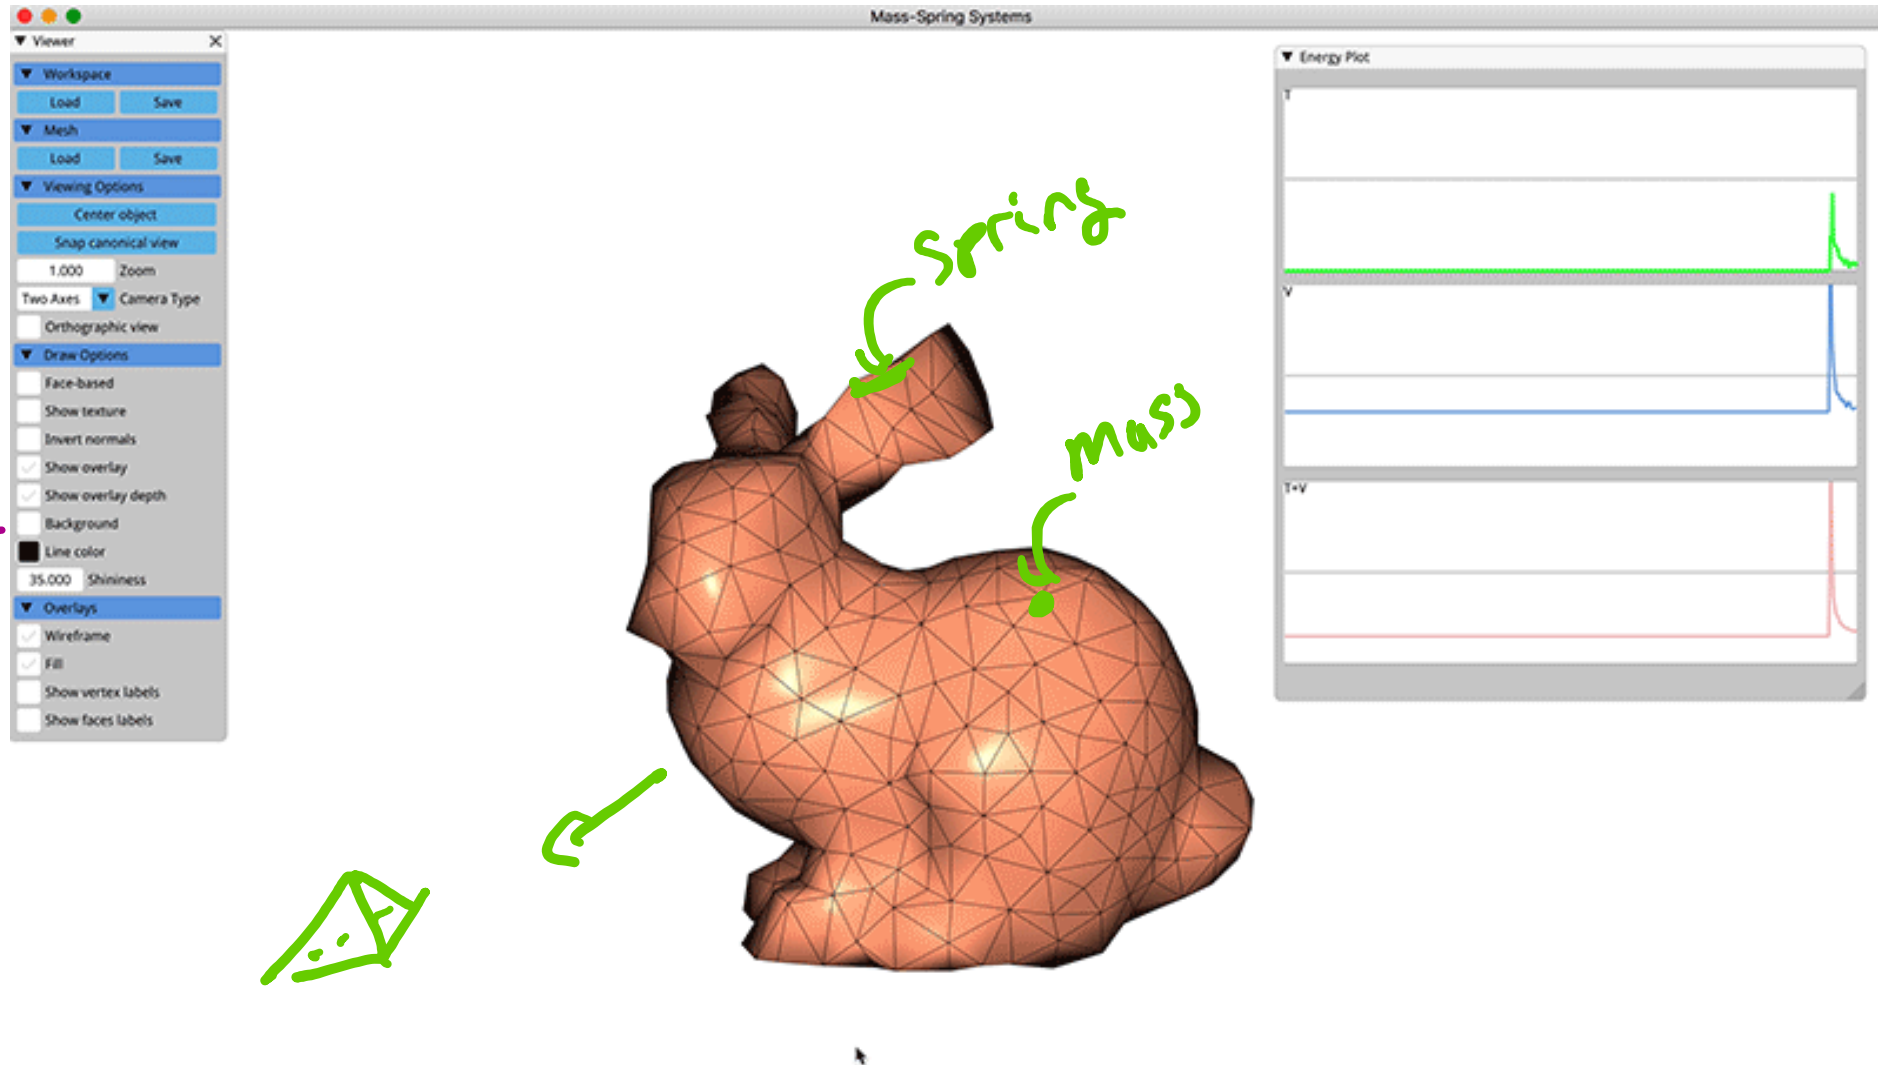 Mass-Spring Systems
Viewer
Workspace
Load Save
Mesh
Load Save
Viewing Options
Center object
Snap canonical view
1.000 Zoom
Two Axes Camera Type
Orthographic view
Draw Options
Face-based
Show texture
Invert normals
Show overlay
Show overlay depth
Background
Line color
35.000 Shininess
Overlays
Wireframe
Fill
Show vertex labels
Show faces labels
Spring
Mass
Energy Plot
T
V
T+V